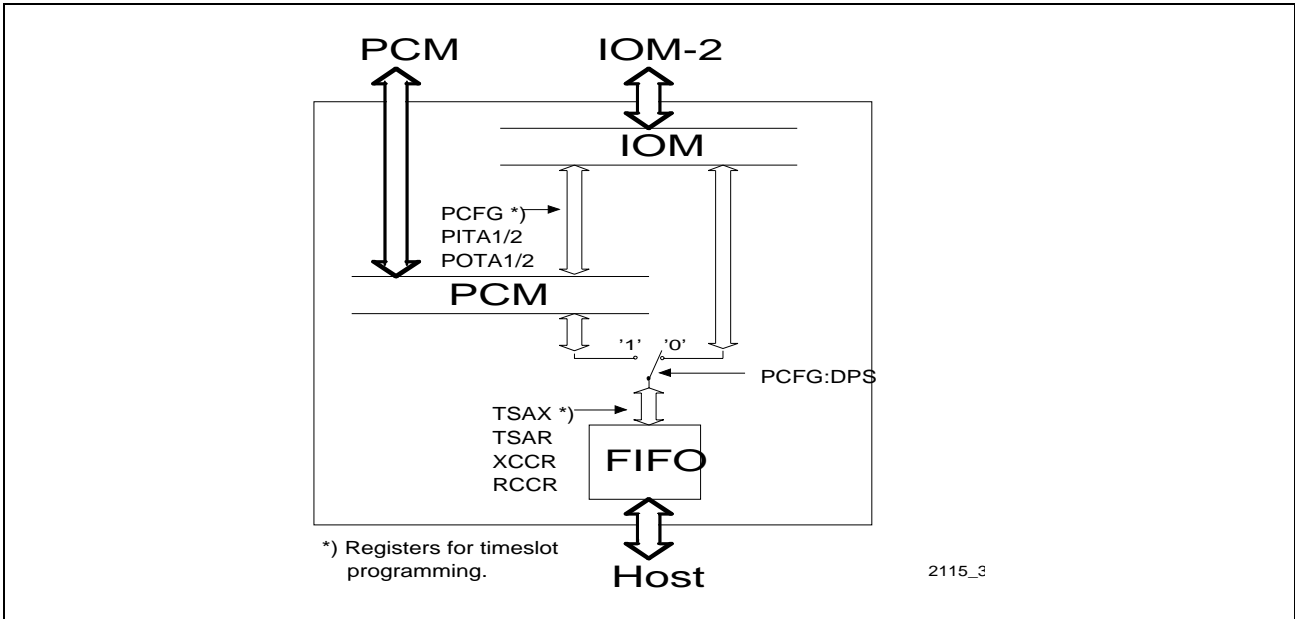 PCM IOM-2
IOM
PCFG *)
PITA1/2
POTA1/2
PCM
'1' '0'
PCFG:DPS
TSAX *)
TSAR
XCCR
RCCR
FIFO
*) Registers for timeslot
programming.
Host
2115_3